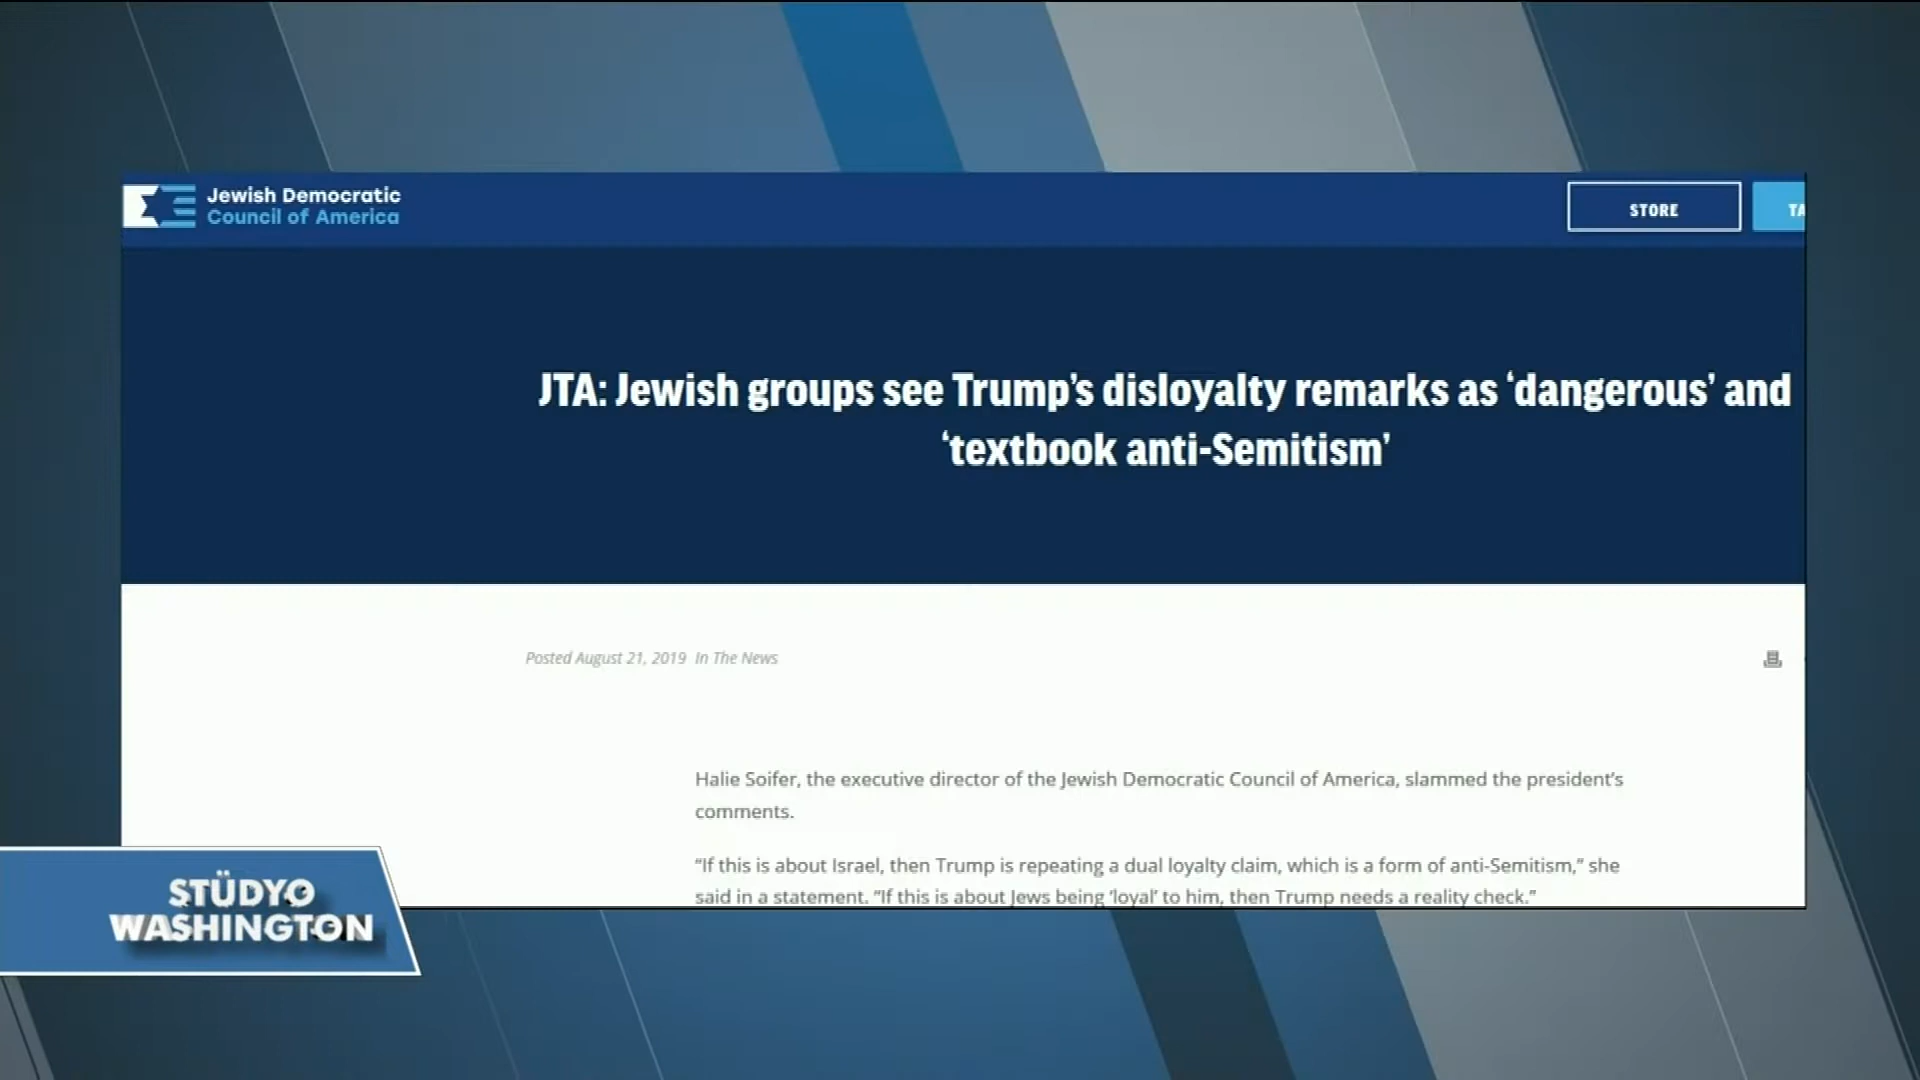 Jewish Democratic
Council of America
STORE
TA
JTA: Jewish groups see Trump’s disloyalty remarks as ‘dangerous’ and
‘textbook anti-Semitism’
Posted August 21, 2019 In The News
Halie Soifer, the executive director of the Jewish Democratic Council of America, slammed the president’s
comments.
“If this is about Israel, then Trump is repeating a dual loyalty claim, which is a form of anti-Semitism,” she
said in a statement. “If this is about Jews being ‘loyal’ to him, then Trump needs a reality check.”
STÜDYO
WASHINGTON